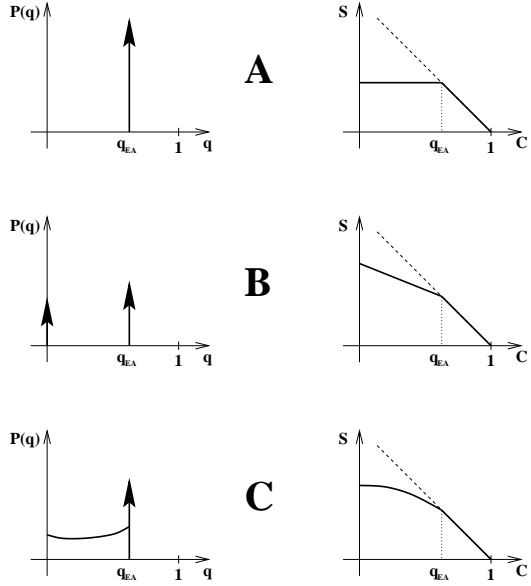 P(q)
S
A
q_EA 1 q
q_EA 1 C
P(q)
S
B
q_EA 1 q
q_EA 1 C
P(q)
S
C
q_EA 1 q
q_EA 1 C